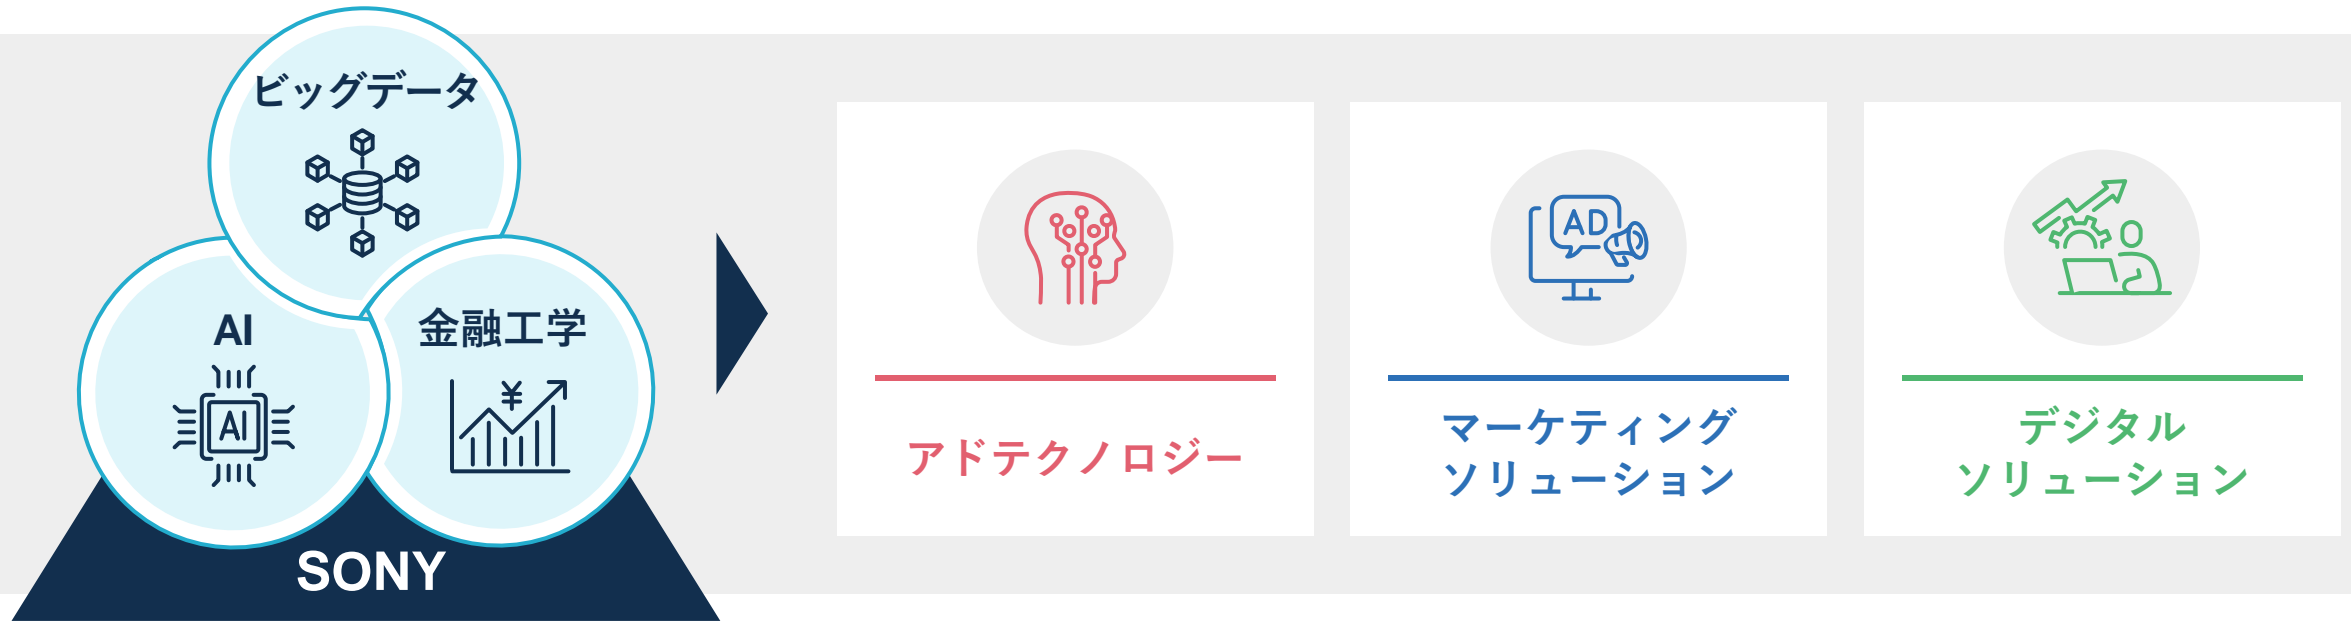 ビッグデータ
AI
AI
金融工学
¥
SONY
アドテクノロジー
AD
マーケティング
ソリューション
デジタル
ソリューション